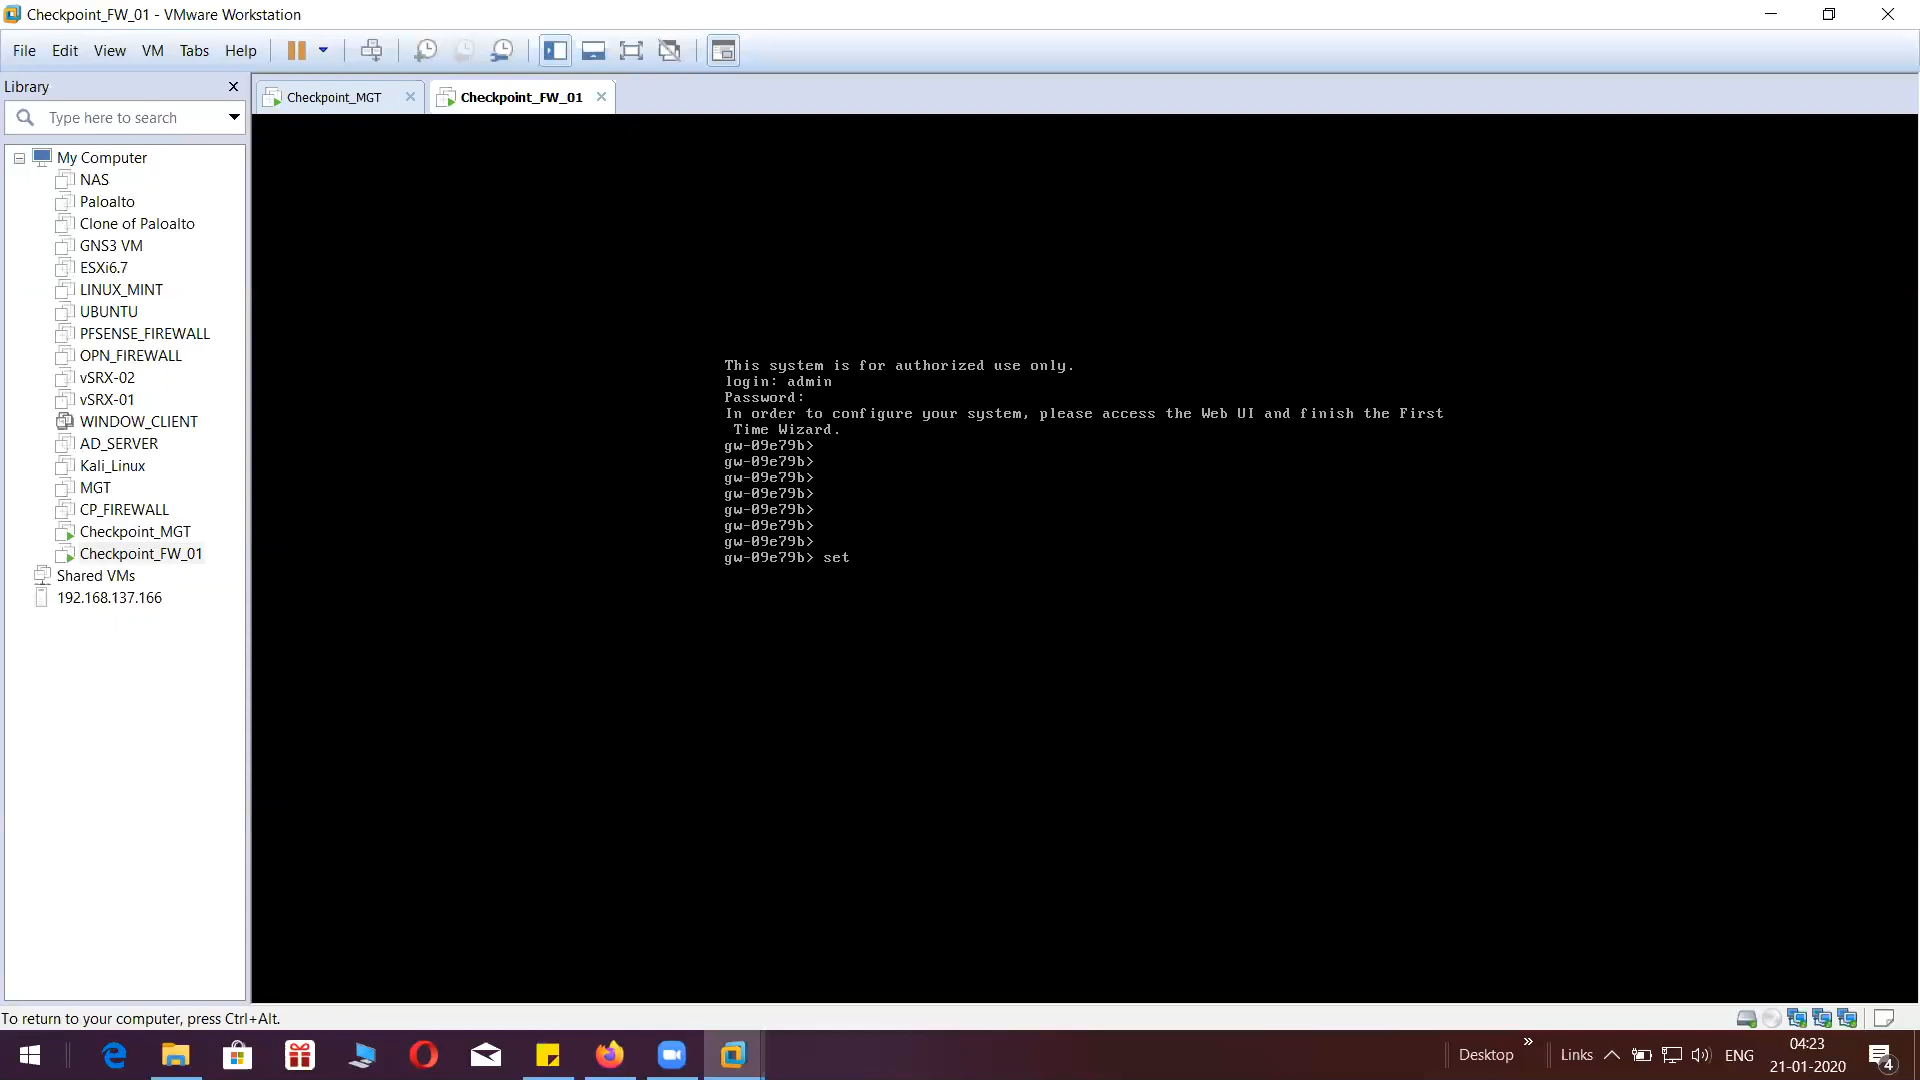 Checkpoint_FW_01 - VMware Workstation
File Edit View VM Tabs Help
Library
Type here to search
Checkpoint_MGT
Checkpoint_FW_01
My Computer
NAS
Paloalto
Clone of Paloalto
GNS3 VM
ESXi6.7
LINUX_MINT
UBUNTU
PFSENSE_FIREWALL
OPN_FIREWALL
vSRX-02
vSRX-01
WINDOW_CLIENT
AD_SERVER
Kali_Linux
MGT
CP_FIREWALL
Checkpoint_MGT
Checkpoint_FW_01
Shared VMs
192.168.137.166
This system is for authorized use only.
login: admin
Password:
In order to configure your system, please access the Web UI and finish the First
Time Wizard.
gw-09e79b>
gw-09e79b>
gw-09e79b>
gw-09e79b>
gw-09e79b>
gw-09e79b>
gw-09e79b>
gw-09e79b> set
To return to your computer, press Ctrl+Alt.
Desktop » Links ENG
04:23
21-01-2020
4